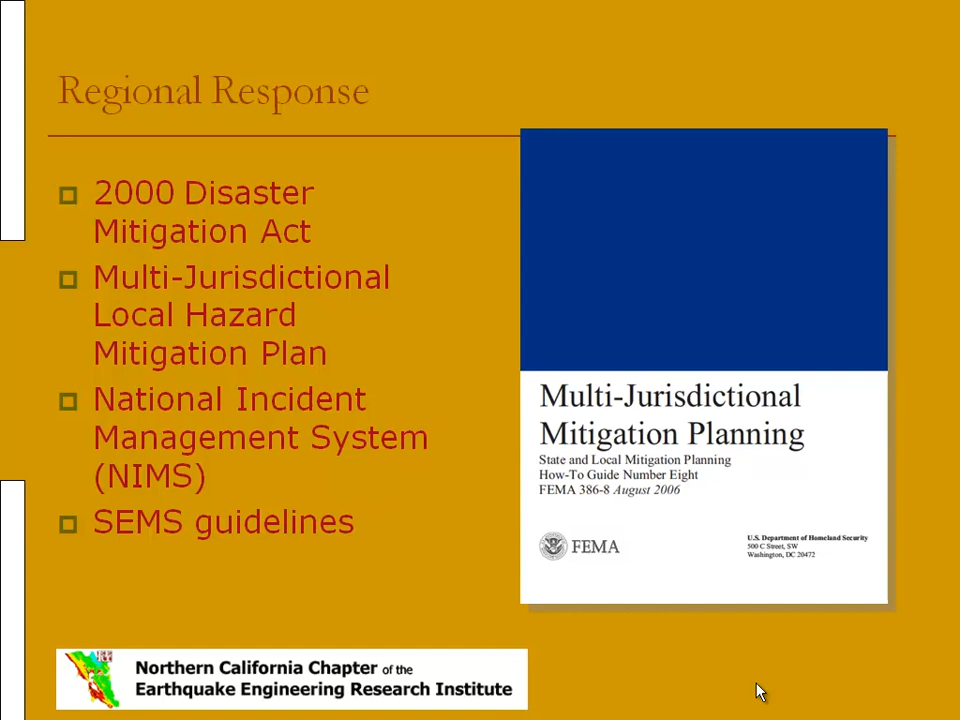 Regional Response
2000 Disaster
Mitigation Act
Multi-Jurisdictional
Local Hazard
Mitigation Plan
National Incident
Management System
(NIMS)
SEMS guidelines
Multi-Jurisdictional
Mitigation Planning
State and Local Mitigation Planning
How-To Guide Number Eight
FEMA 386-8 August 2006
FEMA
U.S. Department of Homeland Security
500 C Street, SW
Washington, DC 20472
Northern California Chapter of the
Earthquake Engineering Research Institute